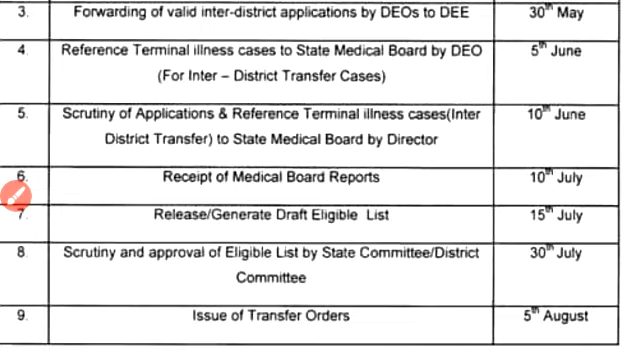 3. Forwarding of valid inter-district applications by DEOs to DEE 30th May
4. Reference Terminal illness cases to State Medical Board by DEO 5th June
(For Inter – District Transfer Cases)
5. Scrutiny of Applications & Reference Terminal illness cases(Inter 10th June
District Transfer) to State Medical Board by Director
6. Receipt of Medical Board Reports 10th July
7. Release/Generate Draft Eligible List 15th July
8 Scrutiny and approval of Eligible List by State Committee/District 30th July
Committee
9. Issue of Transfer Orders 5th August